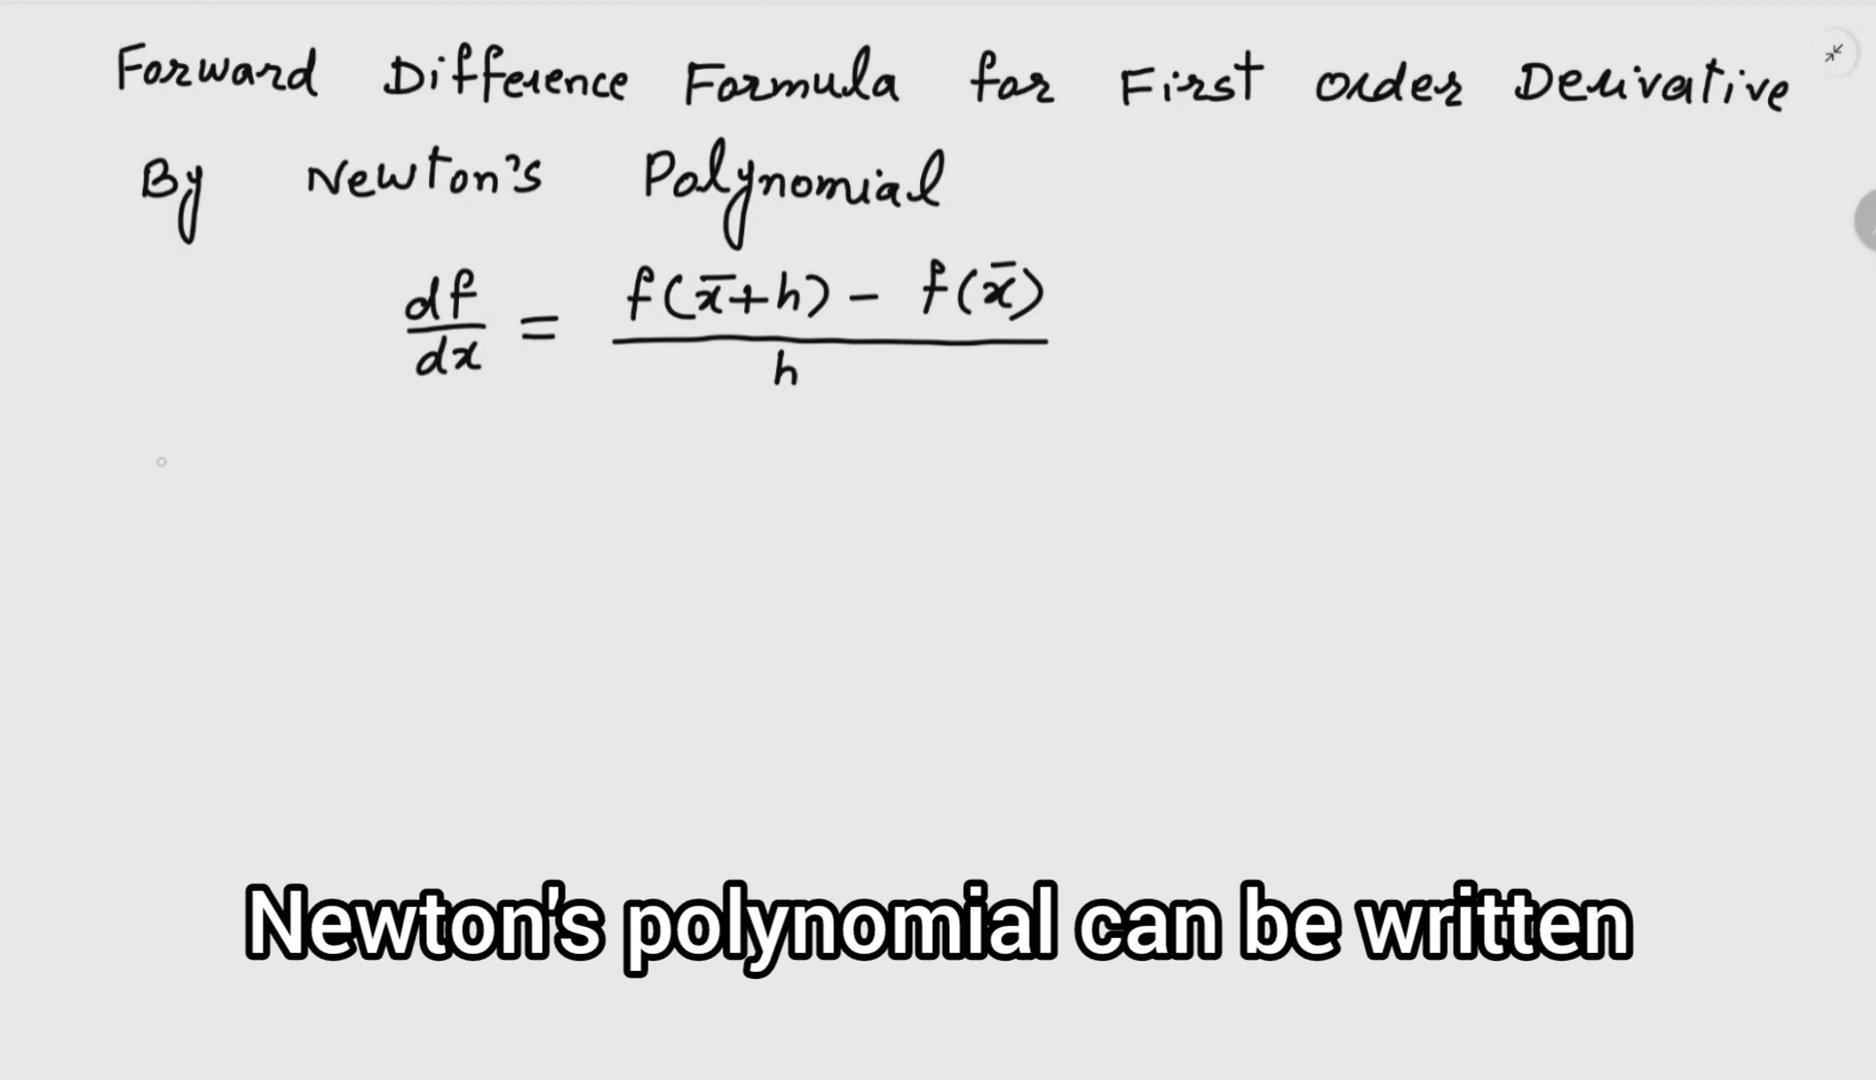 Forward Difference Formula for First order Derivative
By Newton's Polynomial
df/dx = f(x̄+h) - f(x̄) / h
Newton's polynomial can be written